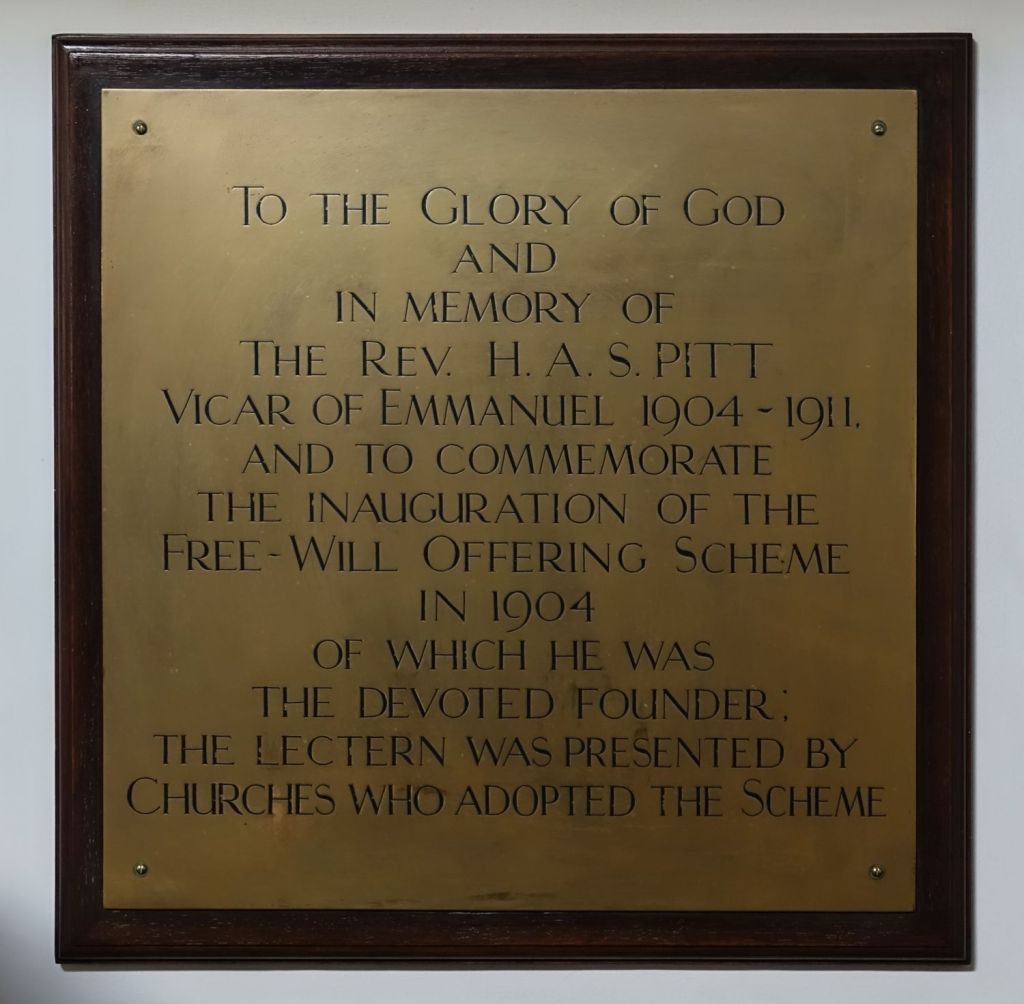 To the Glory of God
and
in memory of
The Rev. H. A. S. Pitt
Vicar of Emmanuel 1904 ~ 1911,
and to commemorate
the inauguration of the
Free-Will Offering Scheme
in 1904
of which he was
the devoted founder;
the lectern was presented by
Churches who adopted the Scheme